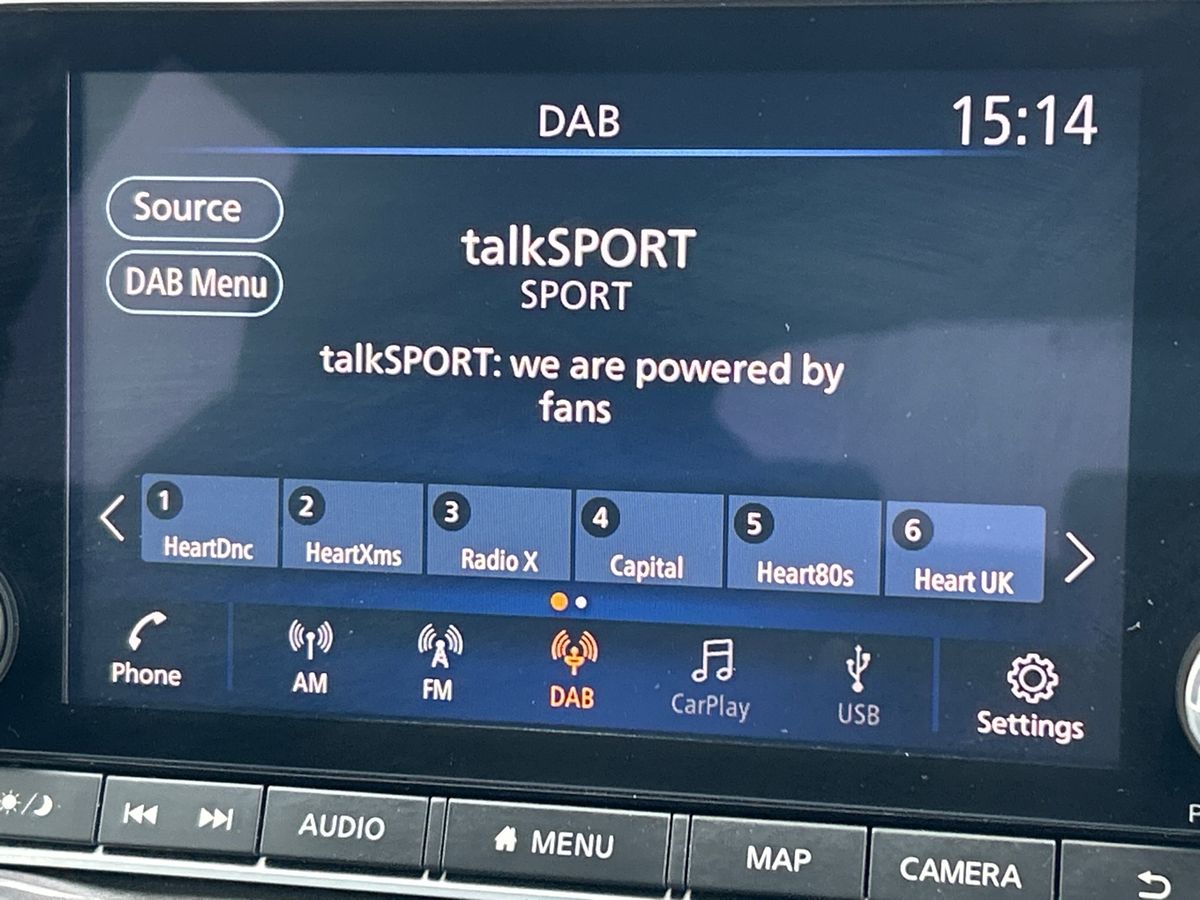 DAB
15:14
Source
DAB Menu
talkSPORT
SPORT
talkSPORT: we are powered by
fans
1
HeartDnc
2
HeartXms
3
Radio X
4
Capital
5
Heart80s
6
Heart UK
Phone
AM
FM
DAB
CarPlay
USB
Settings
AUDIO
MENU
MAP
CAMERA